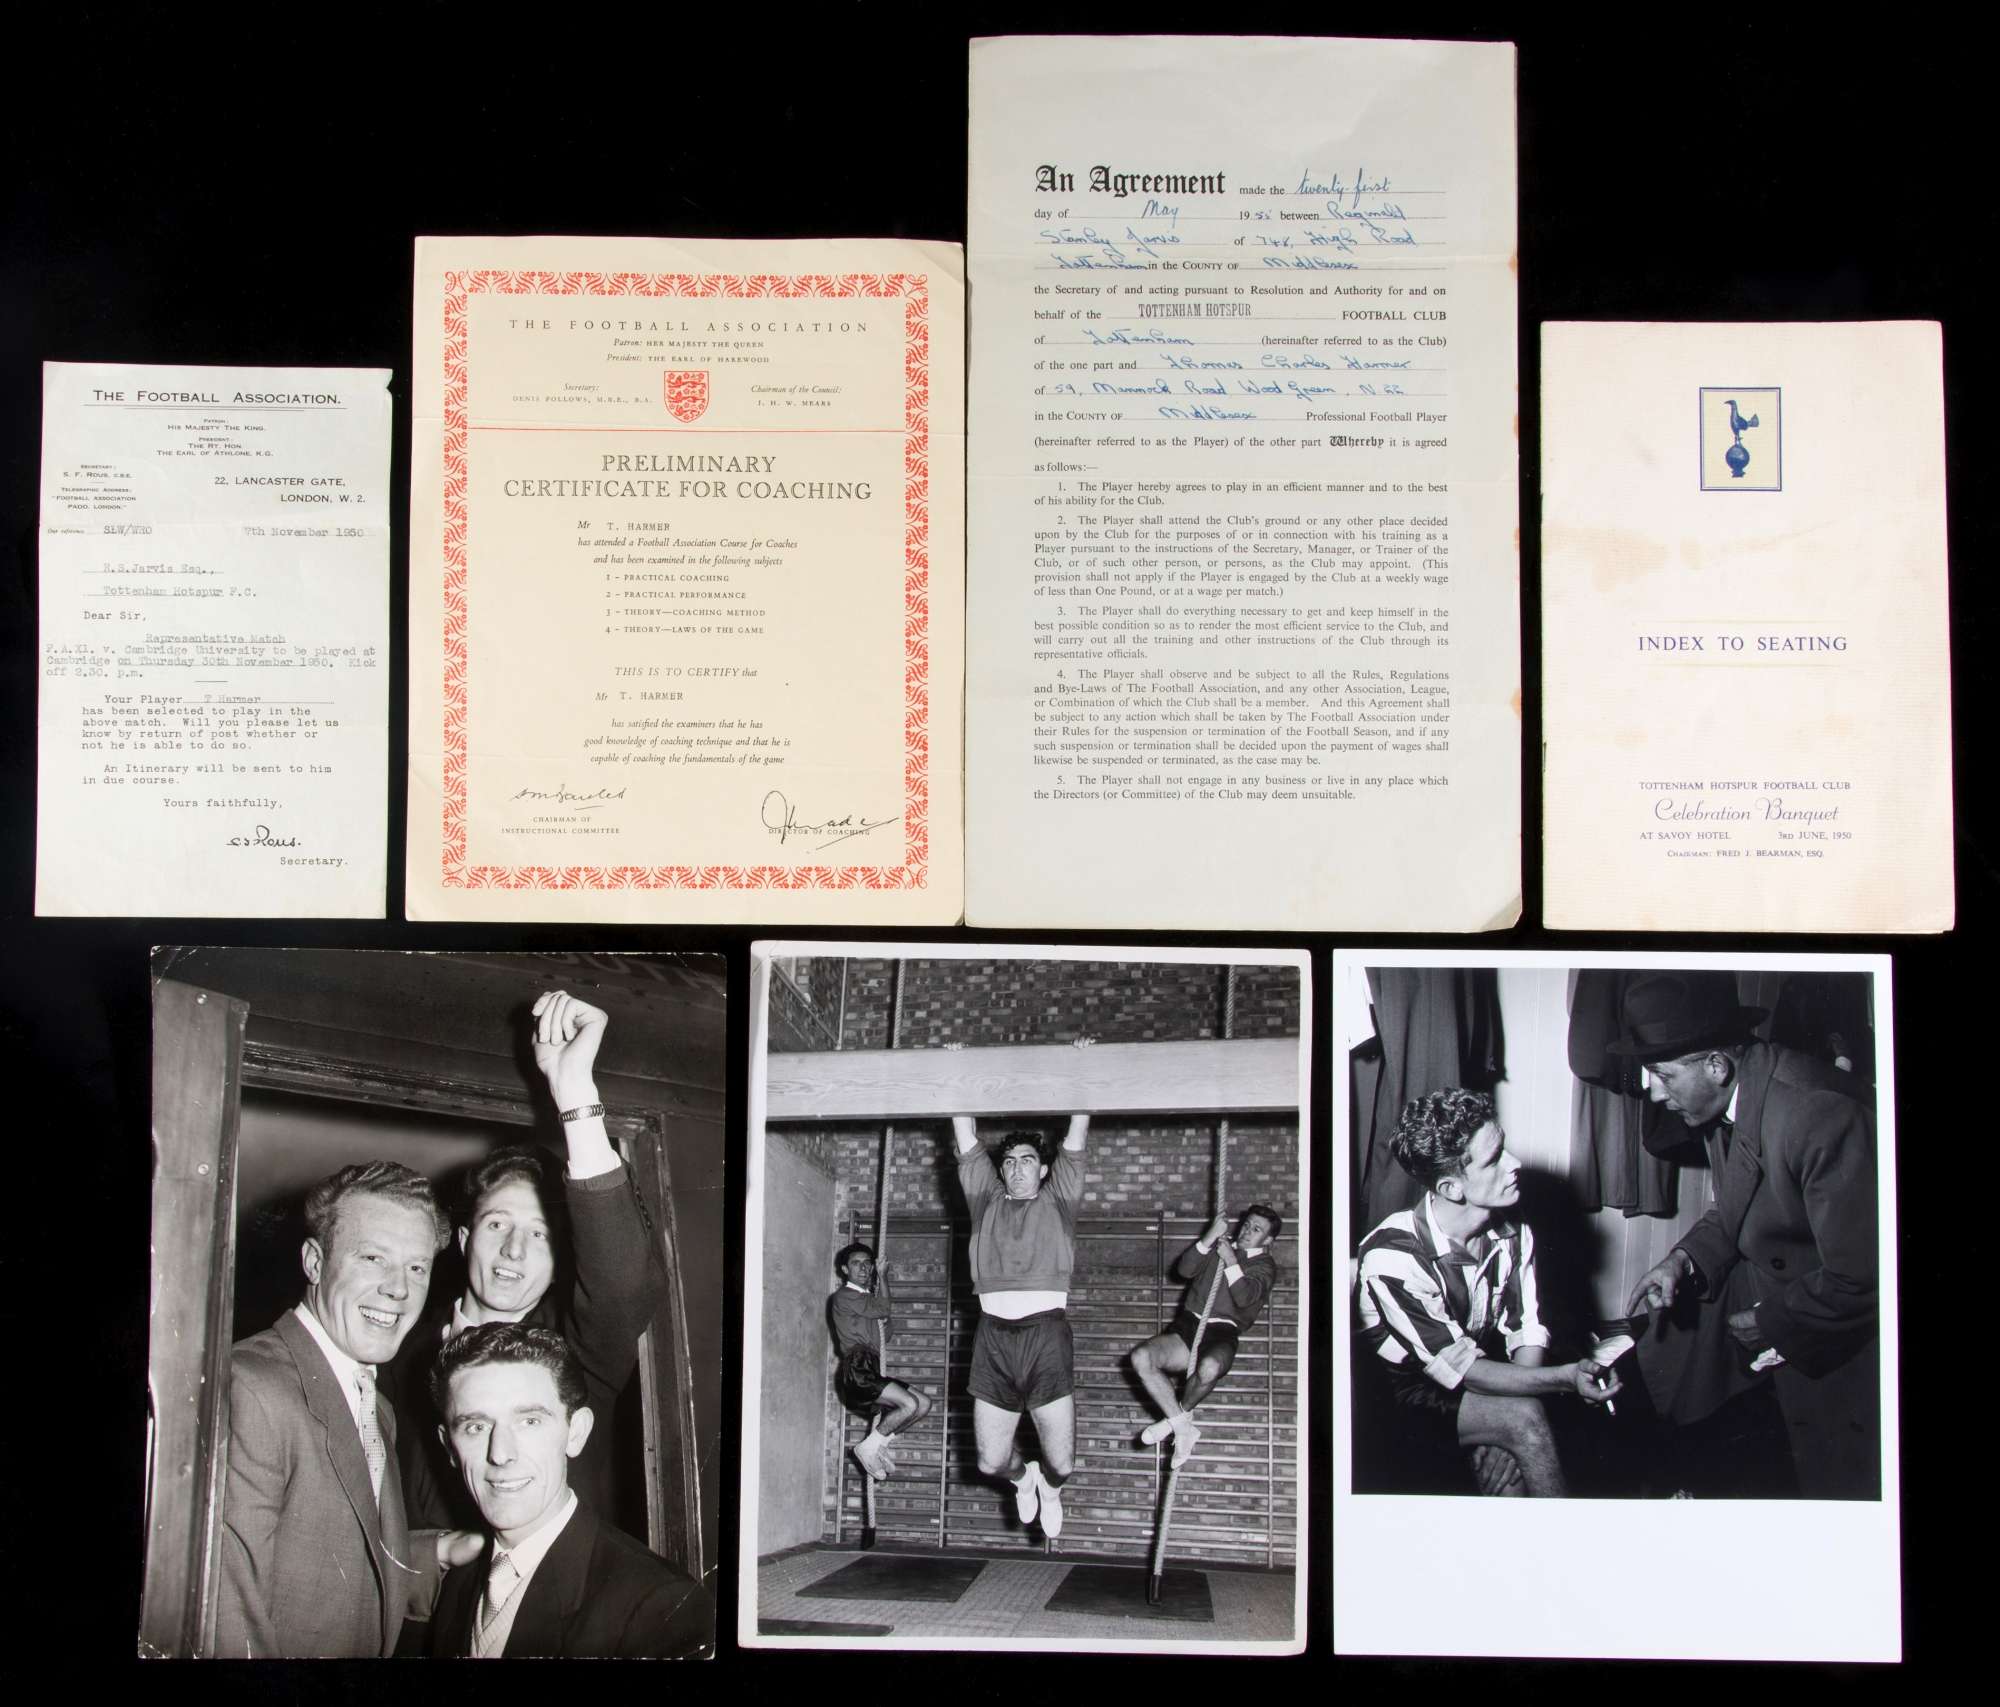 THE FOOTBALL ASSOCIATION.
PATRON:
HIS MAJESTY THE KING.
PRESIDENT:
THE RT. HON.
THE EARL OF ATHLONE, K.G.
SECRETARY:
S. F. ROUS, C.B.E.
TELEGRAPHIC ADDRESS:
"FOOTBALL ASSOCIATION
PADD. LONDON."
22, LANCASTER GATE,
LONDON, W. 2.
Our reference SLW/WHO 7th November 1950
R.S.Jarvis Esq.,
Tottenham Hotspur F.C.
Dear Sir,
Representative Match
F.A.XI. v. Cambridge University to be played at
Cambridge on Thursday 30th November 1950. Kick
off 2.30. p.m.
Your Player T Harmer
has been selected to play in the
above match. Will you please let us
know by return of post whether or
not he is able to do so.
An Itinerary will be sent to him
in due course.
Yours faithfully,
S F Rous.
Secretary.
THE FOOTBALL ASSOCIATION
Patron: HER MAJESTY THE QUEEN
President: THE EARL OF HAREWOOD
Secretary:
DENIS FOLLOWS, M.B.E., B.A.
Chairman of the Council:
J. H. W. MEARS
PRELIMINARY
CERTIFICATE FOR COACHING
Mr T. HARMER
has attended a Football Association Course for Coaches
and has been examined in the following subjects
1 - PRACTICAL COACHING
2 - PRACTICAL PERFORMANCE
3 - THEORY—COACHING METHOD
4 - THEORY—LAWS OF THE GAME
THIS IS TO CERTIFY that
Mr T. HARMER
has satisfied the examiners that he has
good knowledge of coaching technique and that he is
capable of coaching the fundamentals of the game
CHAIRMAN OF
INSTRUCTIONAL COMMITTEE
DIRECTOR OF COACHING
An Agreement made the twenty-first
day of May 1955 between Reginald
Stanley Jarvis of 748, High Road
Tottenham in the COUNTY OF Middlesex
the Secretary of and acting pursuant to Resolution and Authority for and on
behalf of the TOTTENHAM HOTSPUR FOOTBALL CLUB
of Tottenham (hereinafter referred to as the Club)
of the one part and Thomas Charles Harmer
of 59, Mannock Road Wood Green, N.22
in the COUNTY OF Middlesex Professional Football Player
(hereinafter referred to as the Player) of the other part Whereby it is agreed
as follows:—
1. The Player hereby agrees to play in an efficient manner and to the best
of his ability for the Club.
2. The Player shall attend the Club's ground or any other place decided
upon by the Club for the purposes of or in connection with his training as a
Player pursuant to the instructions of the Secretary, Manager, or Trainer of the
Club, or of such other person, or persons, as the Club may appoint. (This
provision shall not apply if the Player is engaged by the Club at a weekly wage
of less than One Pound, or at a wage per match.)
3. The Player shall do everything necessary to get and keep himself in the
best possible condition so as to render the most efficient service to the Club, and
will carry out all the training and other instructions of the Club through its
representative officials.
4. The Player shall observe and be subject to all the Rules, Regulations
and Bye-Laws of The Football Association, and any other Association, League,
or Combination of which the Club shall be a member. And this Agreement shall
be subject to any action which shall be taken by The Football Association under
their Rules for the suspension or termination of the Football Season, and if any
such suspension or termination shall be decided upon the payment of wages shall
likewise be suspended or terminated, as the case may be.
5. The Player shall not engage in any business or live in any place which
the Directors (or Committee) of the Club may deem unsuitable.
INDEX TO SEATING
TOTTENHAM HOTSPUR FOOTBALL CLUB
Celebration Banquet
AT SAVOY HOTEL 3RD JUNE, 1950
CHAIRMAN: FRED J. BEARMAN, ESQ.